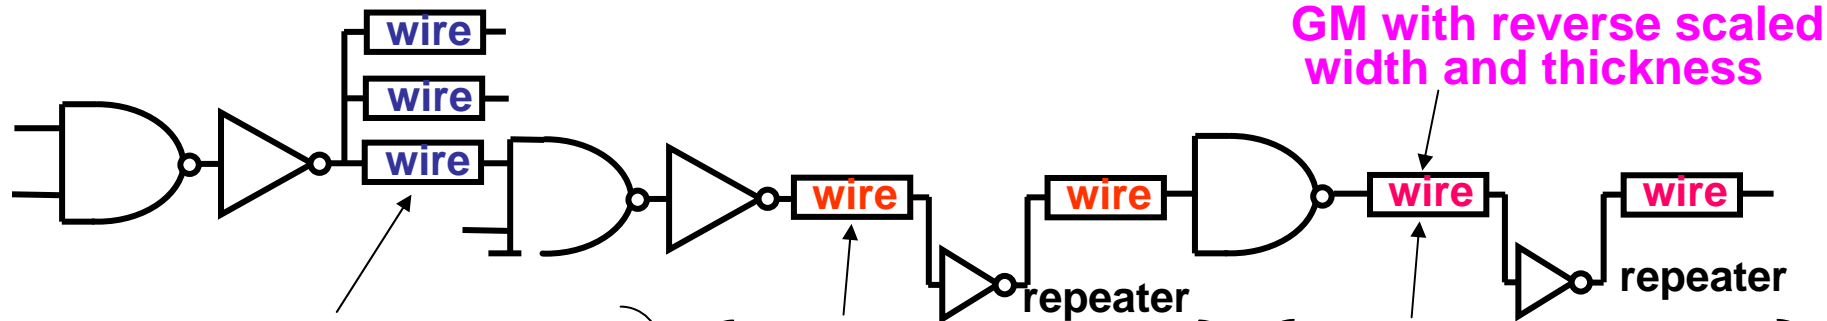 wire
GM with reverse scaled
width and thickness
wire
wire
wire
wire
wire
wire
repeater
repeater